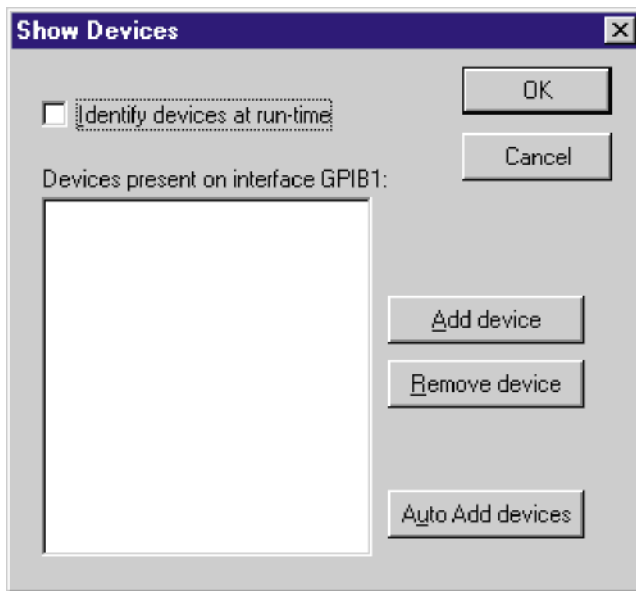 Show Devices
OK
Identify devices at run-time
Cancel
Devices present on interface GPIB1:
Add device
Remove device
Auto Add devices